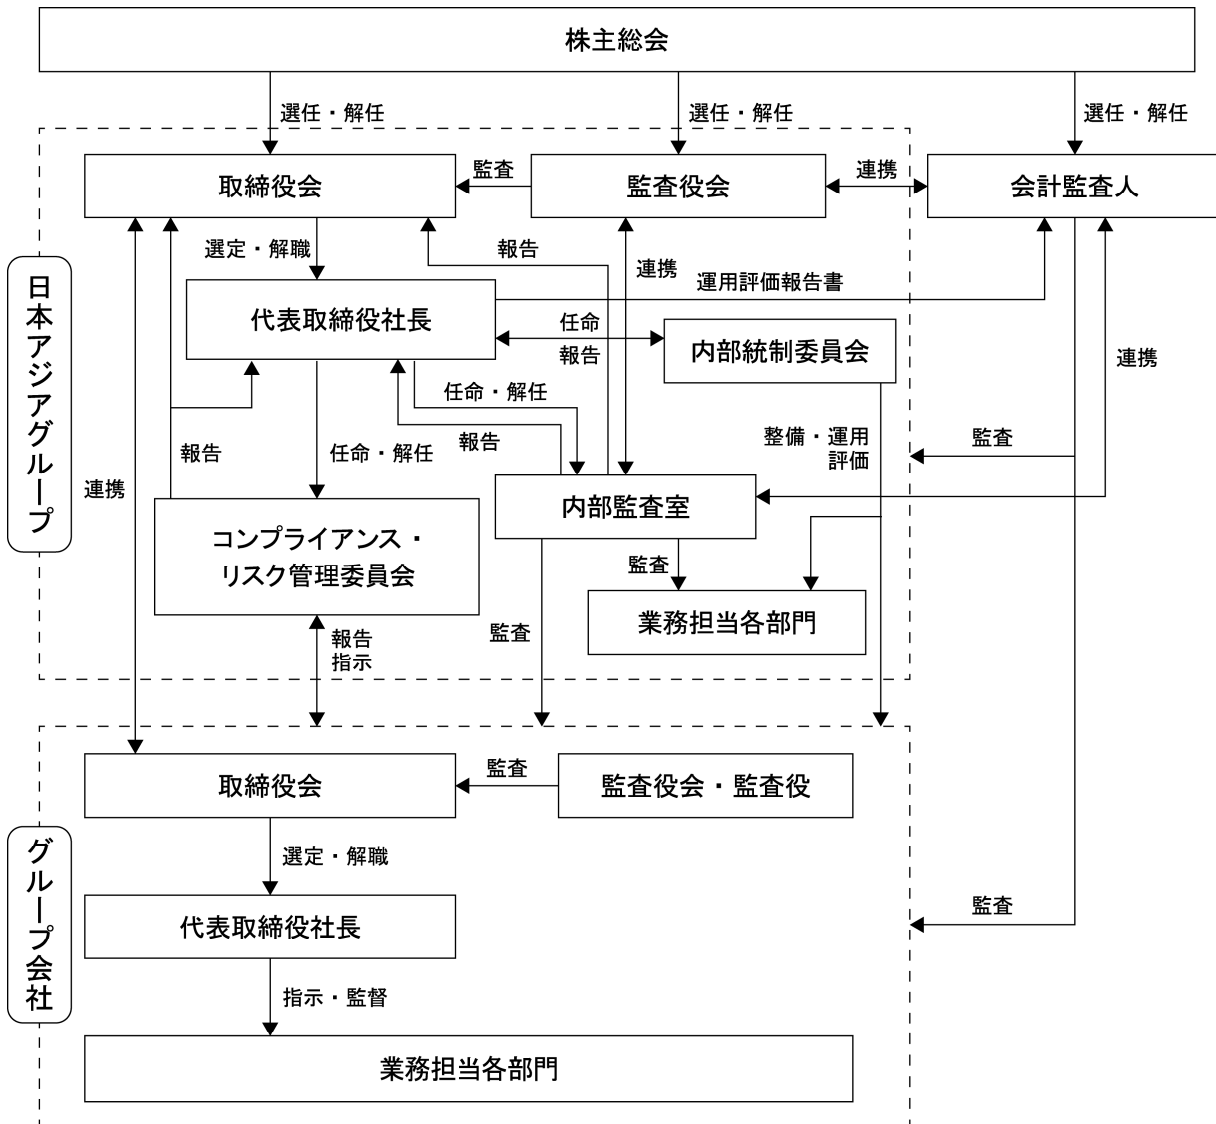 株主総会
選任・解任
選任・解任
選任・解任
取締役会
監査
監査役会
連携
会計監査人
選定・解職
報告
連携
運用評価報告書
日本アジアグループ
代表取締役社長
任命
報告
内部統制委員会
連携
任命・解任
報告
報告
任命・解任
整備・運用
評価
監査
連携
コンプライアンス・
リスク管理委員会
内部監査室
監査
業務担当各部門
監査
報告
指示
取締役会
監査
監査役会・監査役
選定・解職
グループ会社
代表取締役社長
監査
指示・監督
業務担当各部門